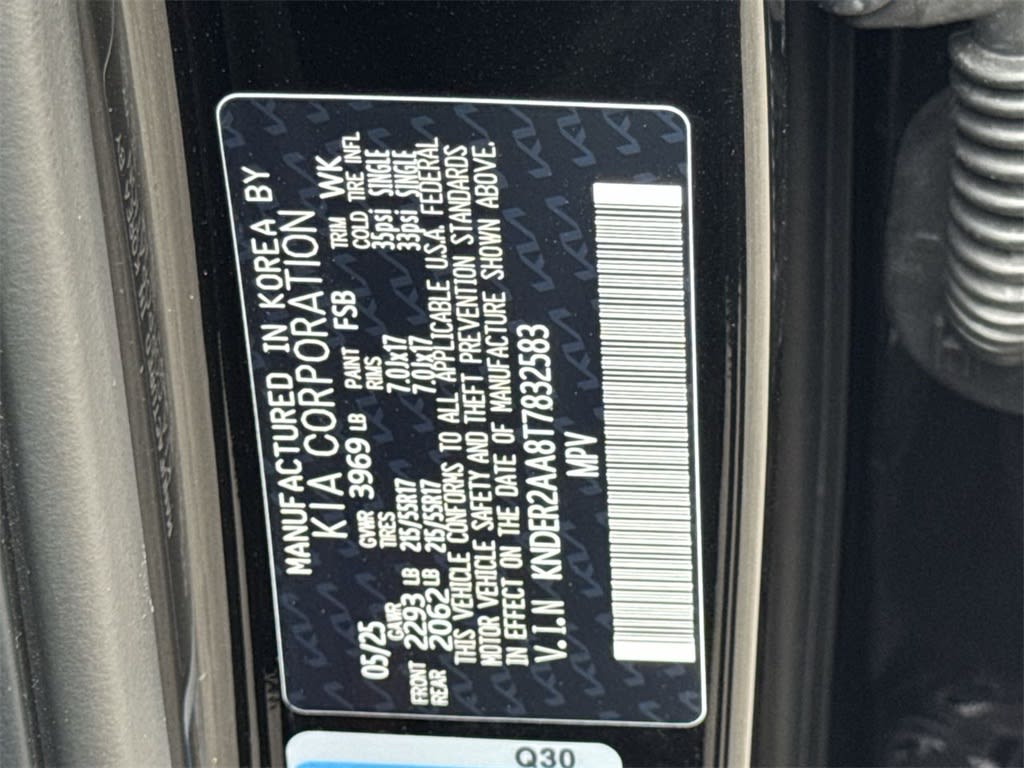 MANUFACTURED IN KOREA BY
KIA CORPORATION
05/25 GVWR 3969 LB PAINT FSB TRIM WK
GAWR TIRES RIMS COLD TIRE INFL
FRONT 2293 LB 215/55R17 7.0Jx17 35psi SINGLE
REAR 2062 LB 215/55R17 7.0Jx17 33psi SINGLE
THIS VEHICLE CONFORMS TO ALL APPLICABLE U.S.A. FEDERAL
MOTOR VEHICLE SAFETY AND THEFT PREVENTION STANDARDS
IN EFFECT ON THE DATE OF MANUFACTURE SHOWN ABOVE.
V.I.N KNDER2AA8T7832583
MPV
Q30